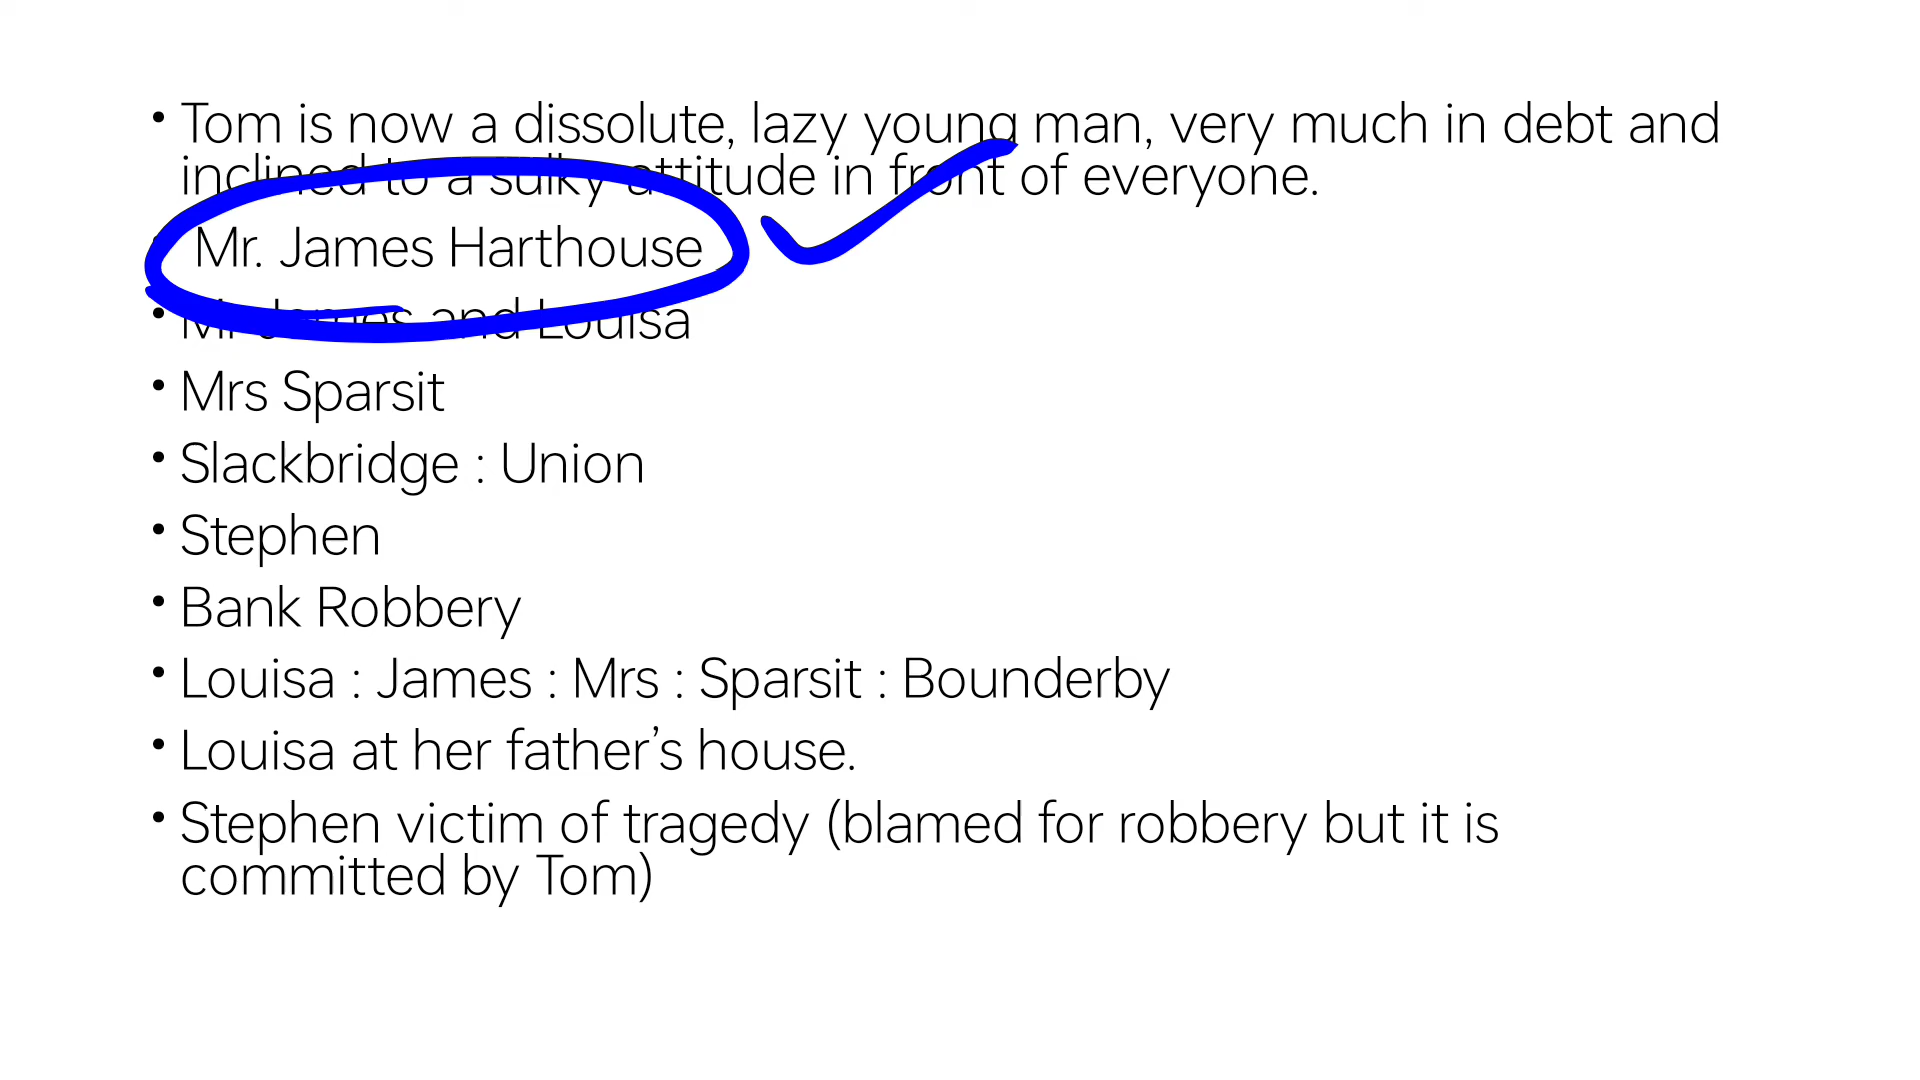 • Tom is now a dissolute, lazy young man, very much in debt and
inclined to a sulky attitude in front of everyone.
• Mr. James Harthouse
• Mr James and Louisa
• Mrs Sparsit
• Slackbridge : Union
• Stephen
• Bank Robbery
• Louisa : James : Mrs : Sparsit : Bounderby
• Louisa at her father’s house.
• Stephen victim of tragedy (blamed for robbery but it is
committed by Tom)